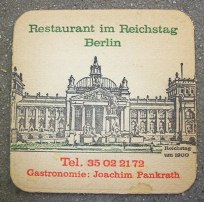 Restaurant im Reichstag
Berlin
Reichstag
um 1900
Tel. 35 02 21 72
Gastronomie: Joachim Pankrath